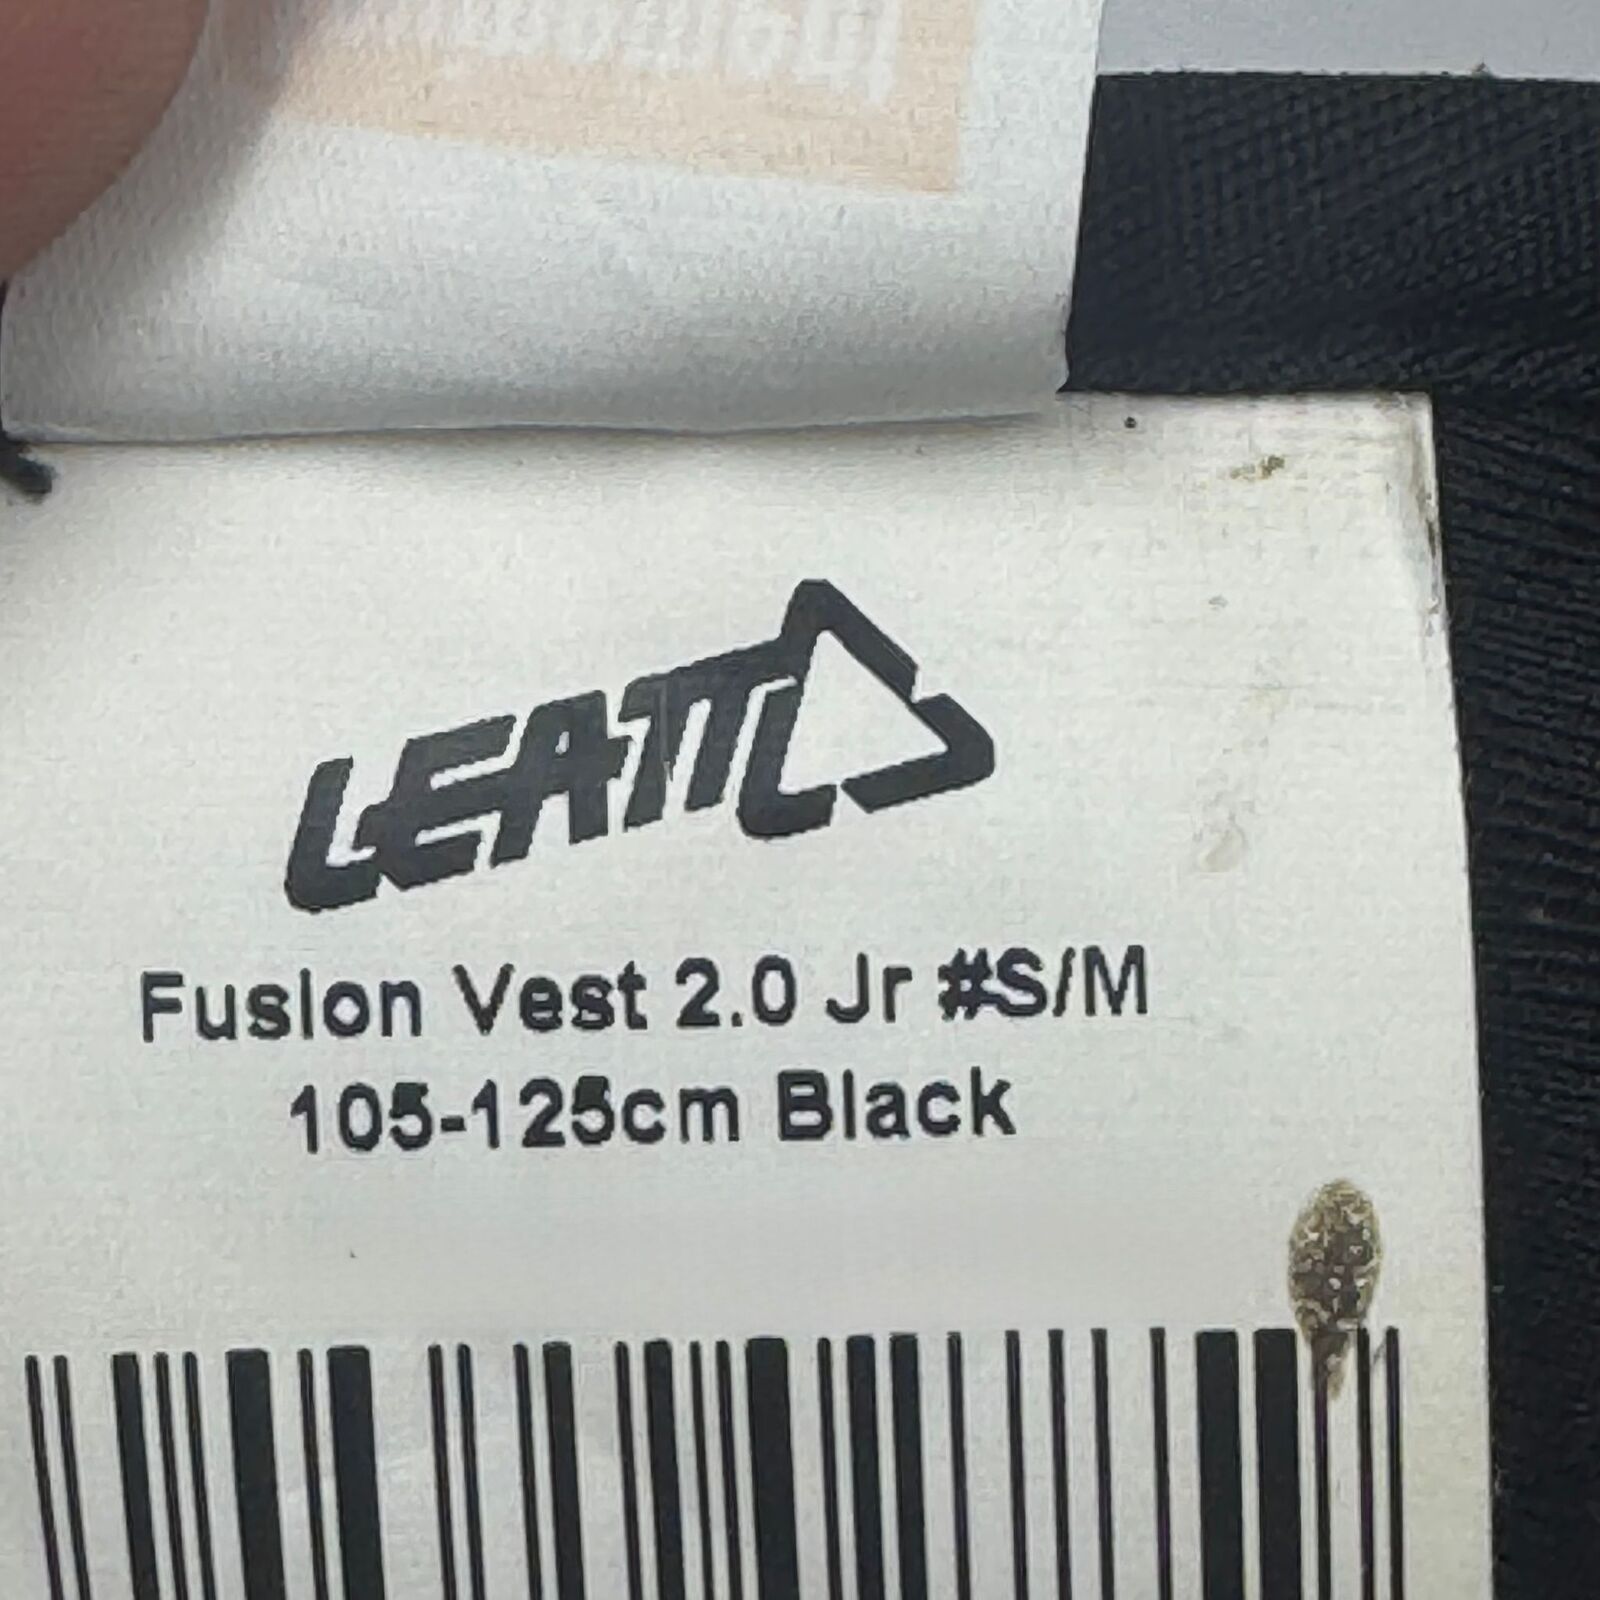 LEATT
Fusion Vest 2.0 Jr #S/M
105-125cm Black